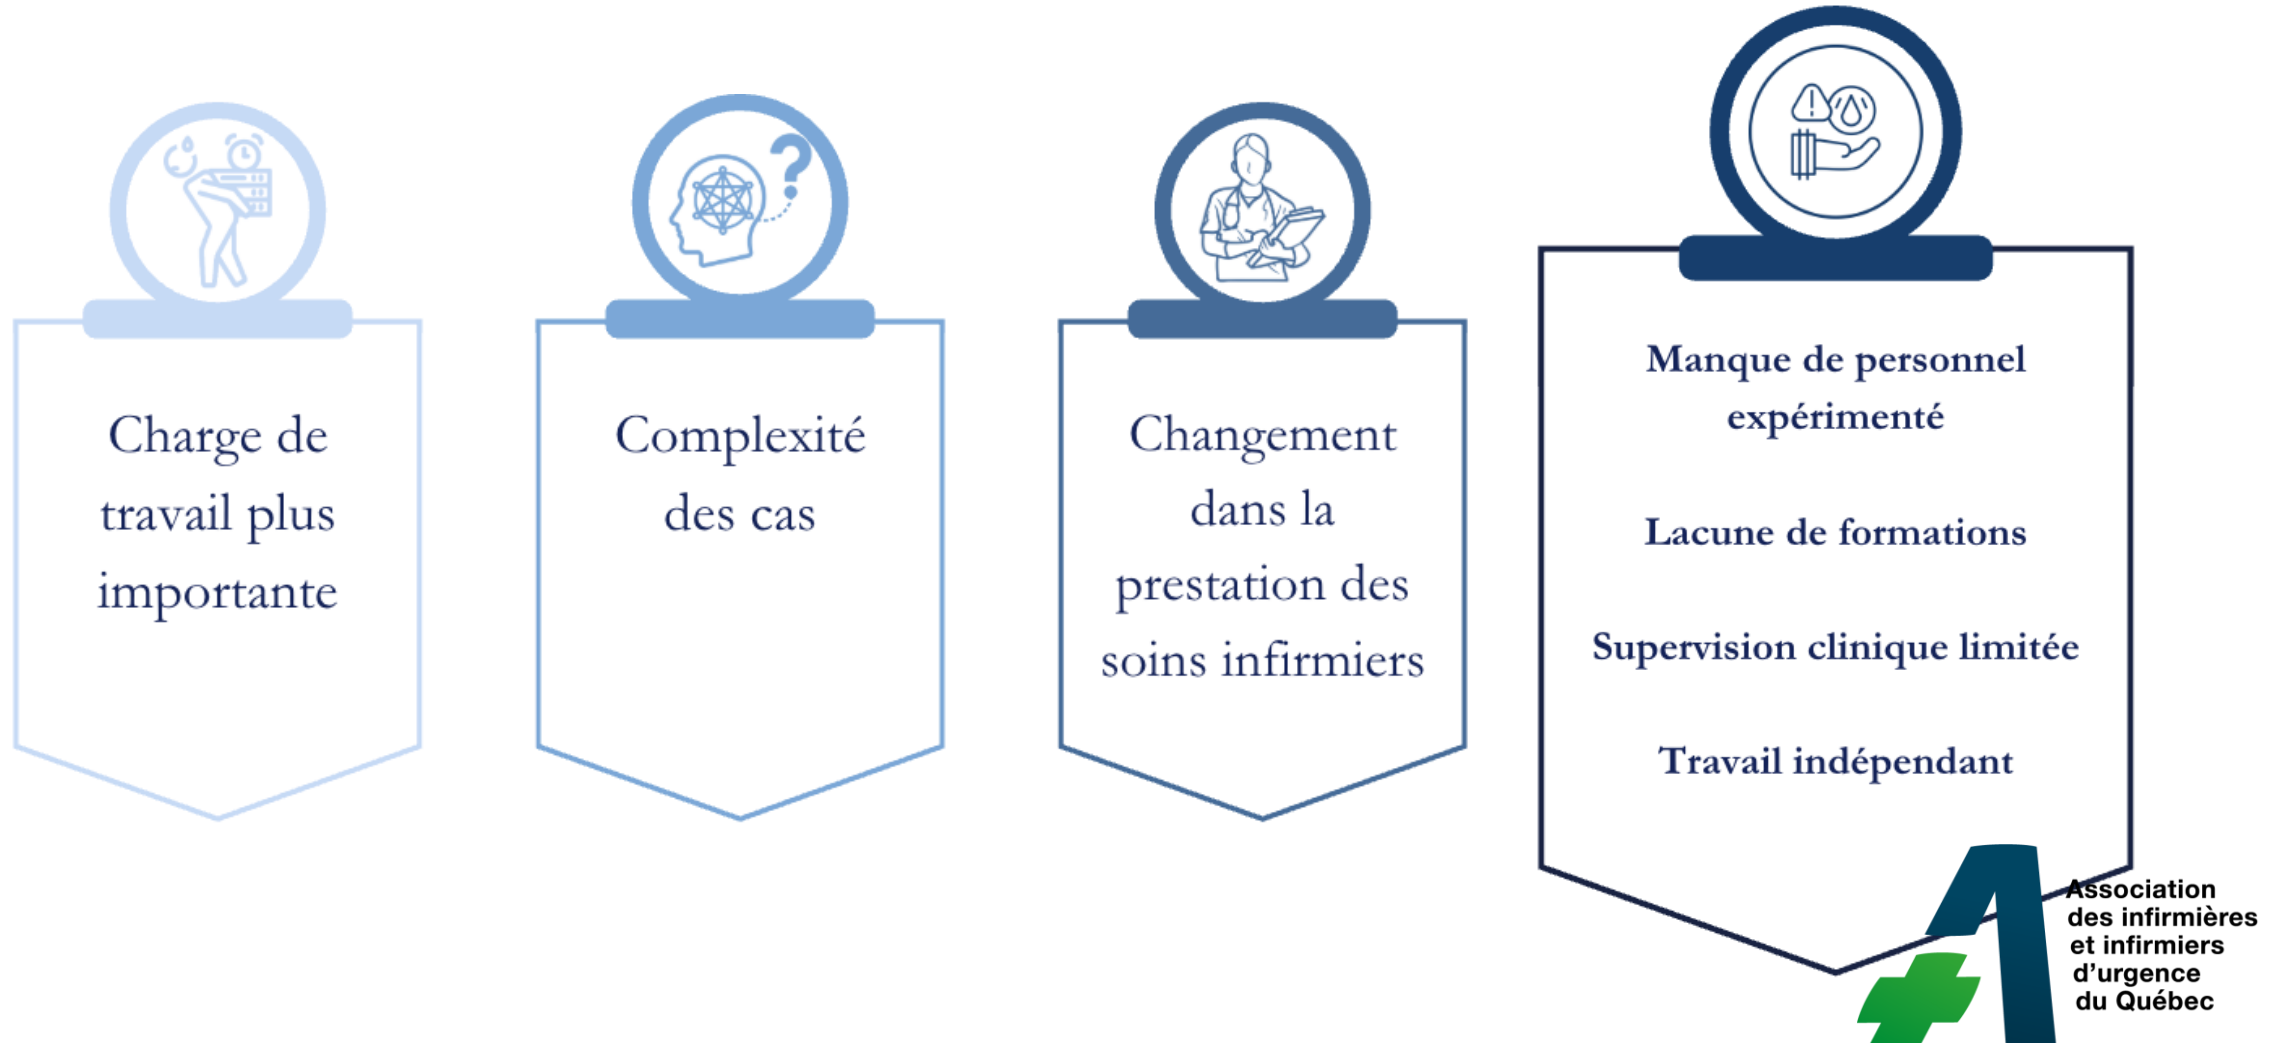 Charge de
travail plus
importante
Complexité
des cas
Changement
dans la
prestation des
soins infirmiers
Manque de personnel
expérimenté
Lacune de formations
Supervision clinique limitée
Travail indépendant
Association
des infirmières
et infirmiers
d’urgence
du Québec